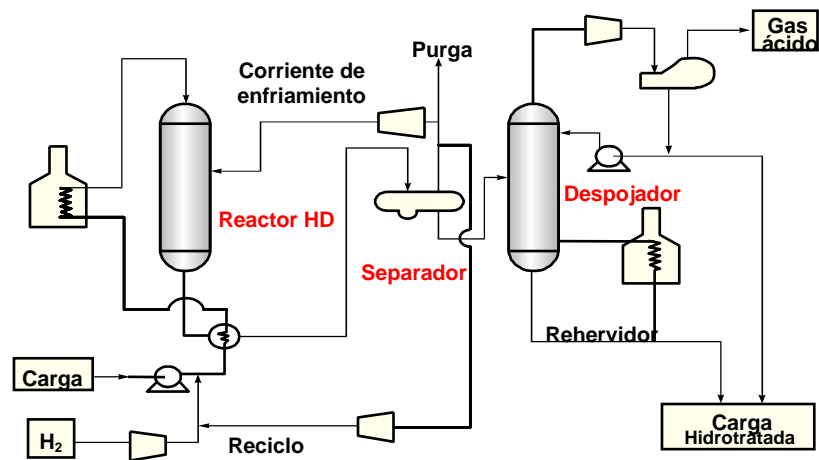 Gas
ácido
Purga
Corriente de
enfriamiento
Despojador
Reactor HD
Separador
Rehervidor
Carga
H₂
Reciclo
Carga
Hidrotratada